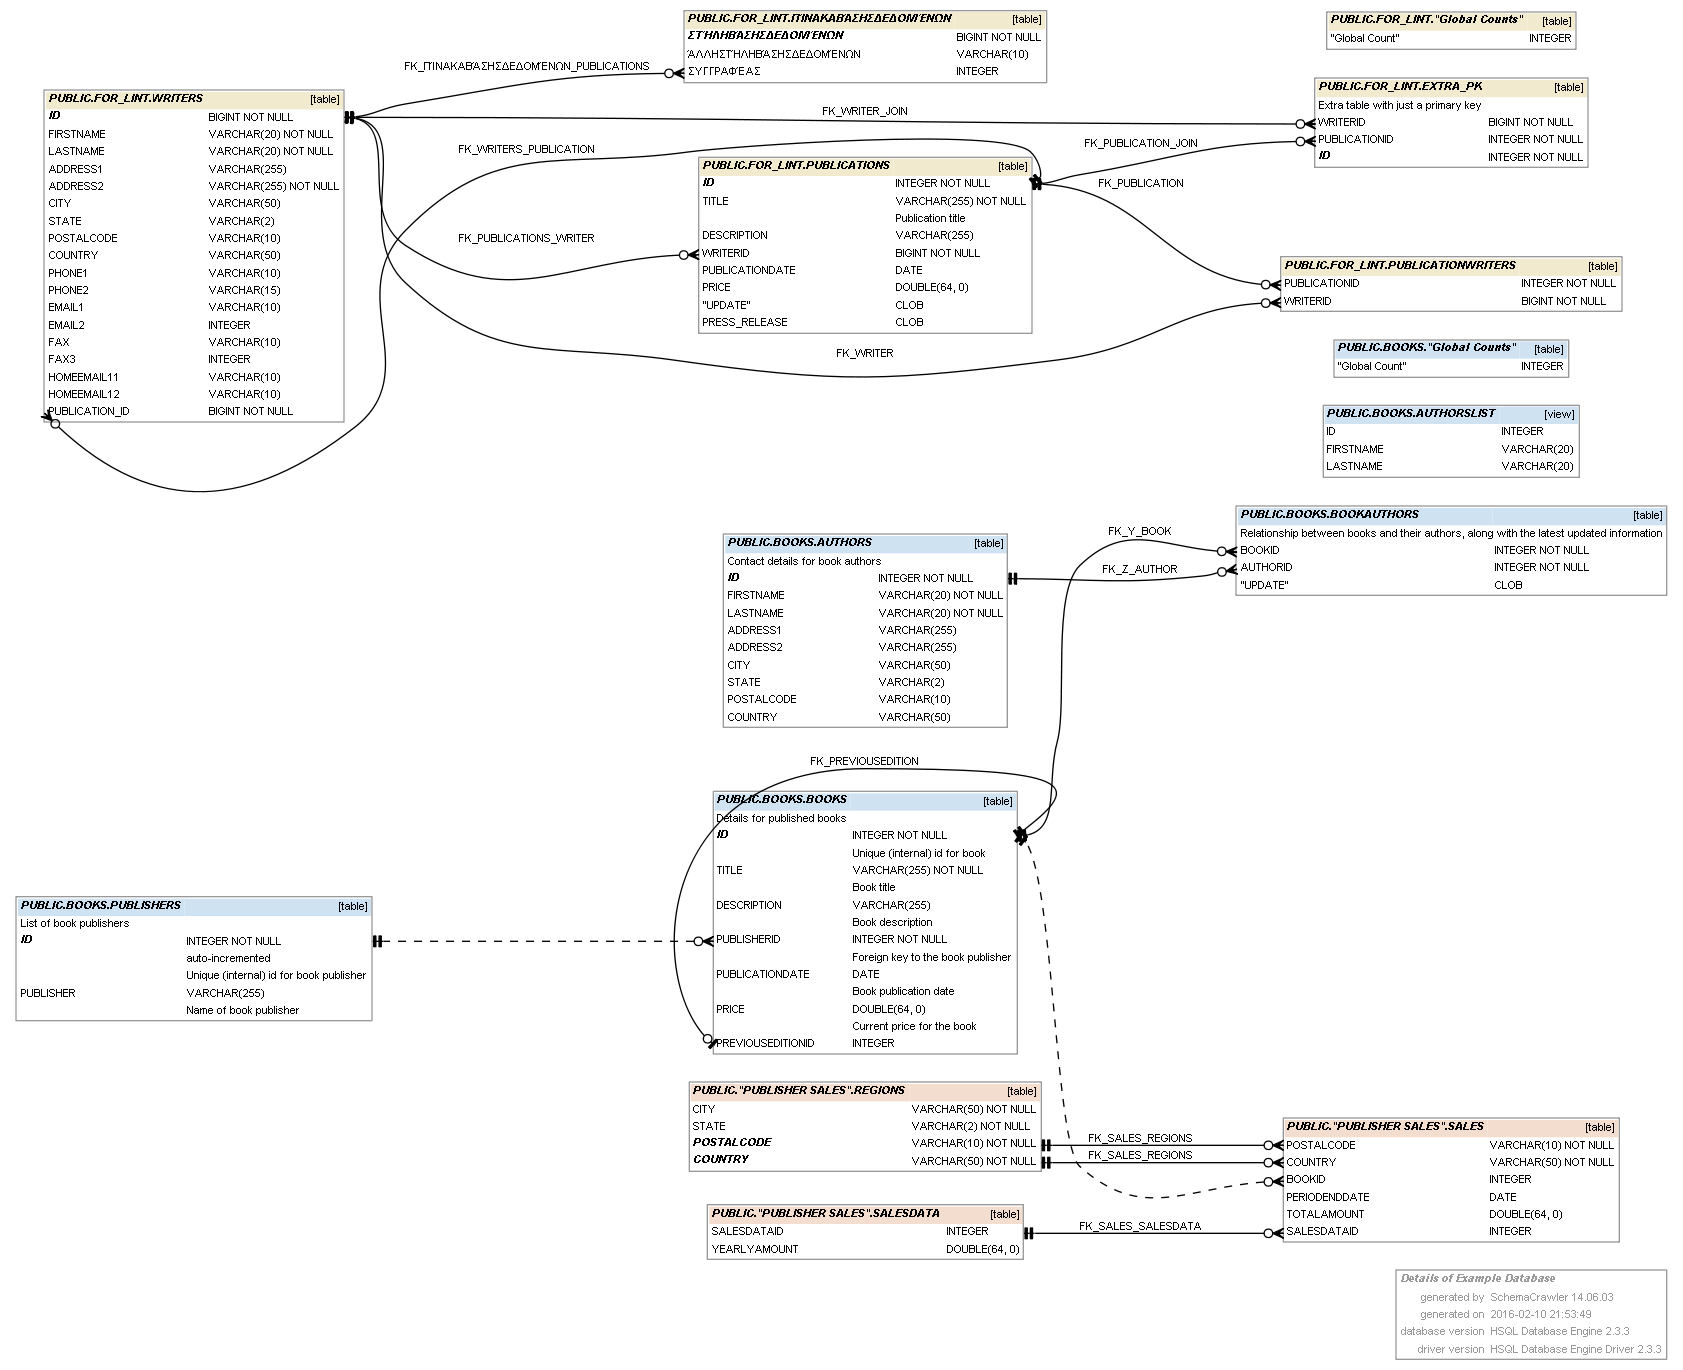 PUBLIC.FOR_LINT.ΠΊΝΑΚΑΒΆΣΗΣΔΕΔΟΜΈΝΩΝ [table]
ΣΤΉΛΗΒΆΣΗΣΔΕΔΟΜΈΝΩΝ BIGINT NOT NULL
ΆΛΛΗΣΤΉΛΗΒΆΣΗΣΔΕΔΟΜΈΝΩΝ VARCHAR(10)
ΣΥΓΓΡΑΦΈΑΣ INTEGER
PUBLIC.FOR_LINT."Global Counts" [table]
"Global Count" INTEGER
FK_ΠΊΝΑΚΑΒΆΣΗΣΔΕΔΟΜΈΝΩΝ_PUBLICATIONS
PUBLIC.FOR_LINT.WRITERS [table]
ID BIGINT NOT NULL
FIRSTNAME VARCHAR(20) NOT NULL
LASTNAME VARCHAR(20) NOT NULL
ADDRESS1 VARCHAR(255)
ADDRESS2 VARCHAR(255) NOT NULL
CITY VARCHAR(50)
STATE VARCHAR(2)
POSTALCODE VARCHAR(10)
COUNTRY VARCHAR(50)
PHONE1 VARCHAR(10)
PHONE2 VARCHAR(15)
EMAIL1 VARCHAR(10)
EMAIL2 INTEGER
FAX VARCHAR(10)
FAX3 INTEGER
HOMEEMAIL11 VARCHAR(10)
HOMEEMAIL12 VARCHAR(10)
PUBLICATION_ID BIGINT NOT NULL
FK_WRITER_JOIN
FK_WRITERS_PUBLICATION
FK_PUBLICATION_JOIN
FK_PUBLICATION
FK_PUBLICATIONS_WRITER
FK_WRITER
PUBLIC.FOR_LINT.EXTRA_PK [table]
Extra table with just a primary key
WRITERID BIGINT NOT NULL
PUBLICATIONID INTEGER NOT NULL
ID INTEGER NOT NULL
PUBLIC.FOR_LINT.PUBLICATIONS [table]
ID INTEGER NOT NULL
TITLE VARCHAR(255) NOT NULL
Publication title
DESCRIPTION VARCHAR(255)
WRITERID BIGINT NOT NULL
PUBLICATIONDATE DATE
PRICE DOUBLE(64, 0)
"UPDATE" CLOB
PRESS_RELEASE CLOB
PUBLIC.FOR_LINT.PUBLICATIONWRITERS [table]
PUBLICATIONID INTEGER NOT NULL
WRITERID BIGINT NOT NULL
PUBLIC.BOOKS."Global Counts" [table]
"Global Count" INTEGER
PUBLIC.BOOKS.AUTHORSLIST [view]
ID INTEGER
FIRSTNAME VARCHAR(20)
LASTNAME VARCHAR(20)
PUBLIC.BOOKS.BOOKAUTHORS [table]
Relationship between books and their authors, along with the latest updated information
BOOKID INTEGER NOT NULL
AUTHORID INTEGER NOT NULL
"UPDATE" CLOB
FK_Y_BOOK
FK_Z_AUTHOR
PUBLIC.BOOKS.AUTHORS [table]
Contact details for book authors
ID INTEGER NOT NULL
FIRSTNAME VARCHAR(20) NOT NULL
LASTNAME VARCHAR(20) NOT NULL
ADDRESS1 VARCHAR(255)
ADDRESS2 VARCHAR(255)
CITY VARCHAR(50)
STATE VARCHAR(2)
POSTALCODE VARCHAR(10)
COUNTRY VARCHAR(50)
FK_PREVIOUSEDITION
PUBLIC.BOOKS.BOOKS [table]
Details for published books
ID INTEGER NOT NULL
Unique (internal) id for book
TITLE VARCHAR(255) NOT NULL
Book title
DESCRIPTION VARCHAR(255)
Book description
PUBLISHERID INTEGER NOT NULL
Foreign key to the book publisher
PUBLICATIONDATE DATE
Book publication date
PRICE DOUBLE(64, 0)
Current price for the book
PREVIOUSEDITIONID INTEGER
PUBLIC.BOOKS.PUBLISHERS [table]
List of book publishers
ID INTEGER NOT NULL
auto-incremented
Unique (internal) id for book publisher
PUBLISHER VARCHAR(255)
Name of book publisher
PUBLIC."PUBLISHER SALES".REGIONS [table]
CITY VARCHAR(50) NOT NULL
STATE VARCHAR(2) NOT NULL
POSTALCODE VARCHAR(10) NOT NULL
COUNTRY VARCHAR(50) NOT NULL
FK_SALES_REGIONS
FK_SALES_REGIONS
PUBLIC."PUBLISHER SALES".SALES [table]
POSTALCODE VARCHAR(10) NOT NULL
COUNTRY VARCHAR(50) NOT NULL
BOOKID INTEGER
PERIODENDDATE DATE
TOTALAMOUNT DOUBLE(64, 0)
SALESDATAID INTEGER
PUBLIC."PUBLISHER SALES".SALESDATA [table]
SALESDATAID INTEGER
YEARLYAMOUNT DOUBLE(64, 0)
FK_SALES_SALESDATA
Details of Example Database
generated by SchemaCrawler 14.06.03
generated on 2016-02-10 21:53:49
database version HSQL Database Engine 2.3.3
driver version HSQL Database Engine Driver 2.3.3